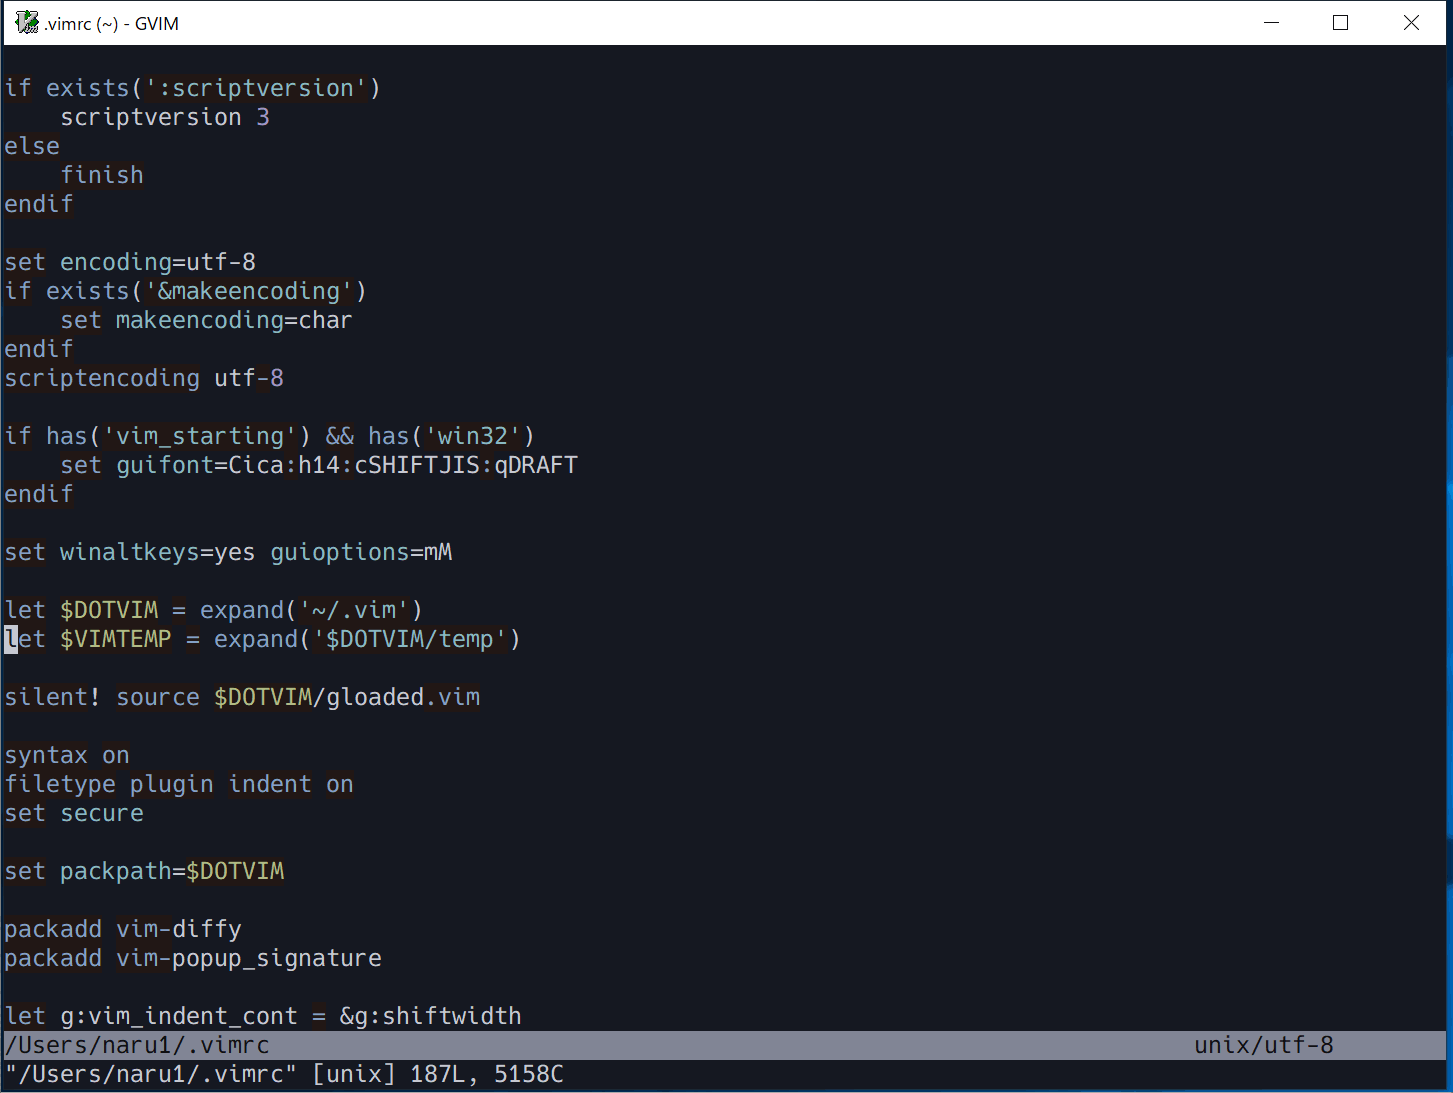 .vimrc (~) - GVIM
if exists(':scriptversion')
    scriptversion 3
else
    finish
endif
set encoding=utf-8
if exists('&makeencoding')
    set makeencoding=char
endif
scriptencoding utf-8
if has('vim_starting') && has('win32')
    set guifont=Cica:h14:cSHIFTJIS:qDRAFT
endif
set winaltkeys=yes guioptions=mM
let $DOTVIM = expand('~/.vim')
let $VIMTEMP = expand('$DOTVIM/temp')
silent! source $DOTVIM/gloaded.vim
syntax on
filetype plugin indent on
set secure
set packpath=$DOTVIM
packadd vim-diffy
packadd vim-popup_signature
let g:vim_indent_cont = &g:shiftwidth
/Users/naru1/.vimrc unix/utf-8
"/Users/naru1/.vimrc" [unix] 187L, 5158C